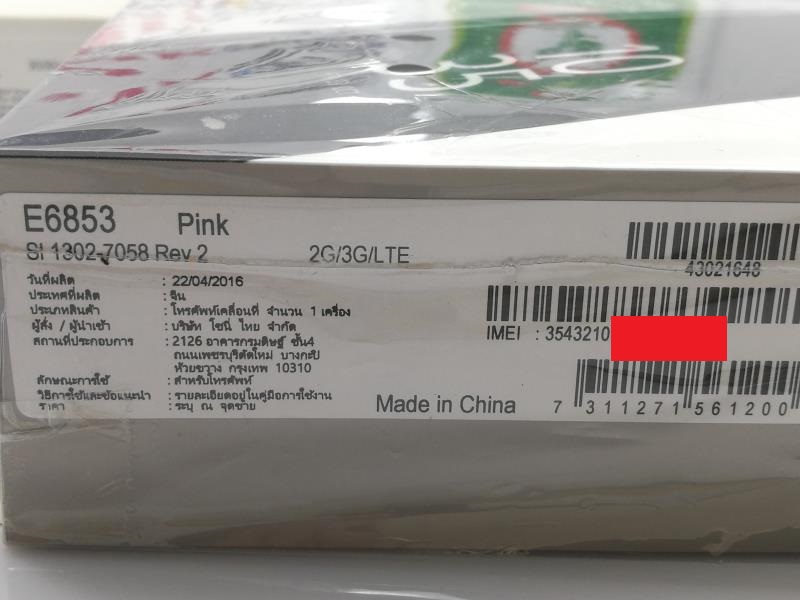 E6853 Pink
SI 1302-7058 Rev 2 2G/3G/LTE
43021648
วันที่ผลิต : 22/04/2016
ประเทศที่ผลิต : จีน
ประเภทสินค้า : โทรศัพท์เคลื่อนที่ จำนวน 1 เครื่อง
ผู้สั่ง / ผู้นำเข้า : บริษัท โซนี่ ไทย จำกัด
IMEI : 3543210
สถานที่ประกอบการ : 2126 อาคารกรมดิษฐ์ ชั้น4
ถนนเพชรบุรีตัดใหม่ บางกะปิ
ห้วยขวาง กรุงเทพ 10310
ลักษณะการใช้ : สำหรับโทรศัพท์
วิธีการใช้และข้อแนะนำ : รายละเอียดอยู่ในคู่มือการใช้งาน
ราคา : ระบุ ณ จุดขาย
Made in China
7 311271 561200